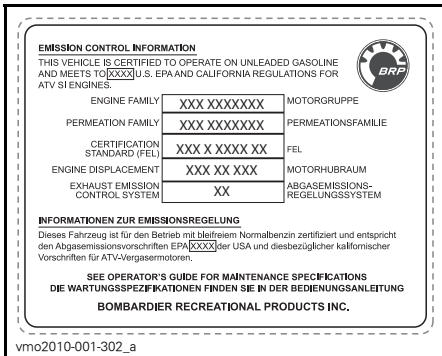 EMISSION CONTROL INFORMATION
THIS VEHICLE IS CERTIFIED TO OPERATE ON UNLEADED GASOLINE
AND MEETS TO XXXX U.S. EPA AND CALIFORNIA REGULATIONS FOR
ATV SI ENGINES.
BRP
ENGINE FAMILY XXX XXXXXXX MOTORGRUPPE
PERMEATION FAMILY XXX XXXXXXX PERMEATIONSFAMILIE
CERTIFICATION
STANDARD (FEL) XXX X XXXX XX FEL
ENGINE DISPLACEMENT XXX XX XXX MOTORHUBRAUM
EXHAUST EMISSION XX ABGASEMISSIONS-
CONTROL SYSTEM REGELUNGSSYSTEM
INFORMATIONEN ZUR EMISSIONSREGELUNG
Dieses Fahrzeug ist für den Betrieb mit bleifreiem Normalbenzin zertifiziert und entspricht
den Abgasemissionsvorschriften EPA XXXX der USA und diesbezüglicher kalifornischer
Vorschriften für ATV-Vergasermotoren.
SEE OPERATOR'S GUIDE FOR MAINTENANCE SPECIFICATIONS
DIE WARTUNGSSPEZIFIKATIONEN FINDEN SIE IN DER BEDIENUNGSANLEITUNG
BOMBARDIER RECREATIONAL PRODUCTS INC.
vmo2010-001-302_a